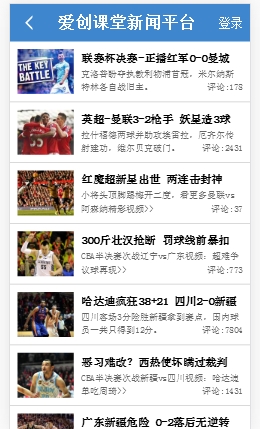 爱创课堂新闻平台
登录
THE KEY
BATTLE
联赛杯决赛-正播红军0-0曼城
克洛普盼夺执教利物浦首冠，米尔纳斯
特林各自战旧主。
评论:178
英超-曼联3-2枪手 妖星造3球
拉什福德两球并助攻埃雷拉，厄齐尔传
射建功，维尔贝克破门。
评论:2431
红魔超新星出世 两连击封神
小将头顶脚踢梅开二度，看更多曼联vs
阿森纳精彩视频>>
评论:37
300斤壮汉抢断 罚球线前暴扣
CBA半决赛次战辽宁vs广东视频：超难争
议球再现>>
评论:773
哈达迪疯狂38+21 四川2-0新疆
四川客场3分险胜新疆拿到赛点，国内球
员一共只得到12分。
评论:7804
恶习难改？西热使坏瞒过裁判
CBA半决赛次战新疆vs四川视频：哈达迪
单吃周琦>>
评论:1431
广东新疆危险 0-2落后无逆转